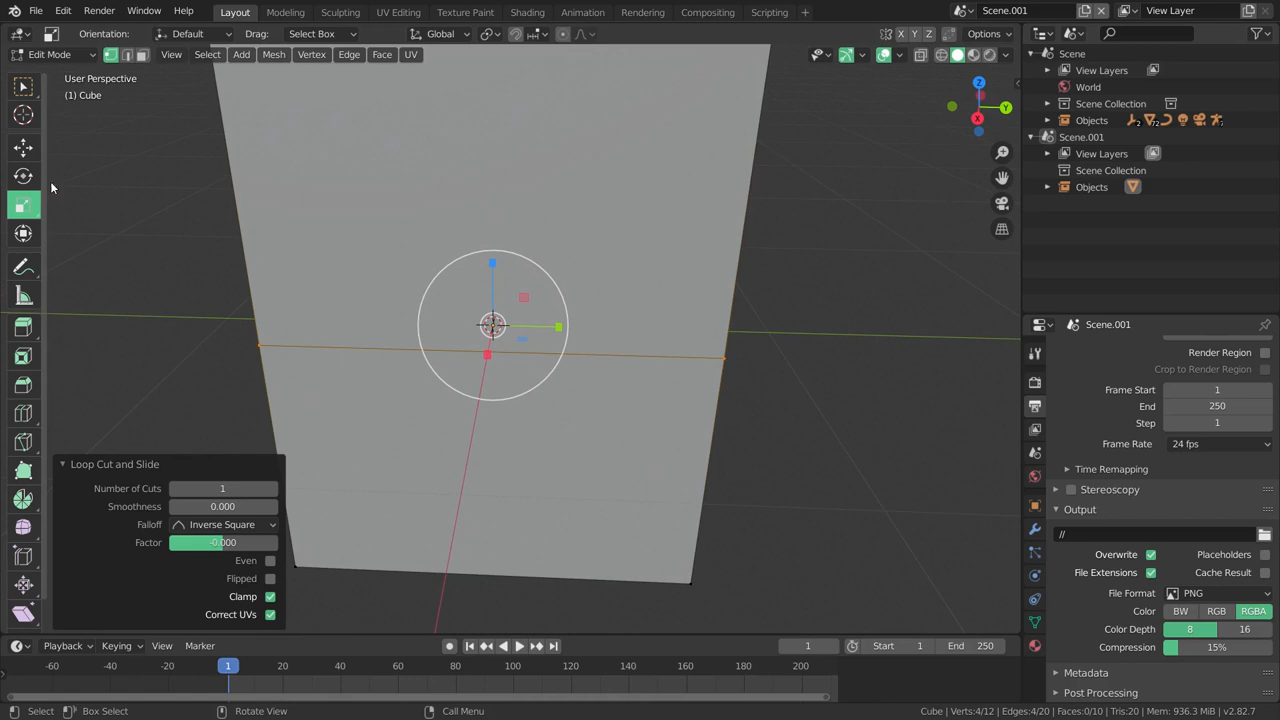 File Edit Render Window Help
Layout Modeling Sculpting UV Editing Texture Paint Shading Animation Rendering Compositing Scripting +
Scene.001 View Layer
Orientation: Default Drag: Select Box Global X Y Z Options
Edit Mode View Select Add Mesh Vertex Edge Face UV
User Perspective
(1) Cube
Z
Y
X
Scene
View Layers
World
Scene Collection
Objects 2 72 7
Scene.001
View Layers
Scene Collection
Objects
Scene.001
Render Region
Crop to Render Region
Frame Start 1
End 250
Step 1
Frame Rate 24 fps
Time Remapping
Stereoscopy
Output
//
Overwrite Placeholders
File Extensions Cache Result
File Format PNG
Color BW RGB RGBA
Color Depth 8 16
Compression 15%
Metadata
Post Processing
Loop Cut and Slide
Number of Cuts 1
Smoothness 0.000
Falloff Inverse Square
Factor -0.000
Even
Flipped
Clamp
Correct UVs
Playback Keying View Marker 1 Start 1 End 250
-60 -40 -20 1 20 40 60 80 100 120 140 160 180 200
Select Box Select Rotate View Call Menu Cube | Verts:4/12 | Edges:4/20 | Faces:0/10 | Tris:20 | Mem: 936.3 MiB | v2.82.7